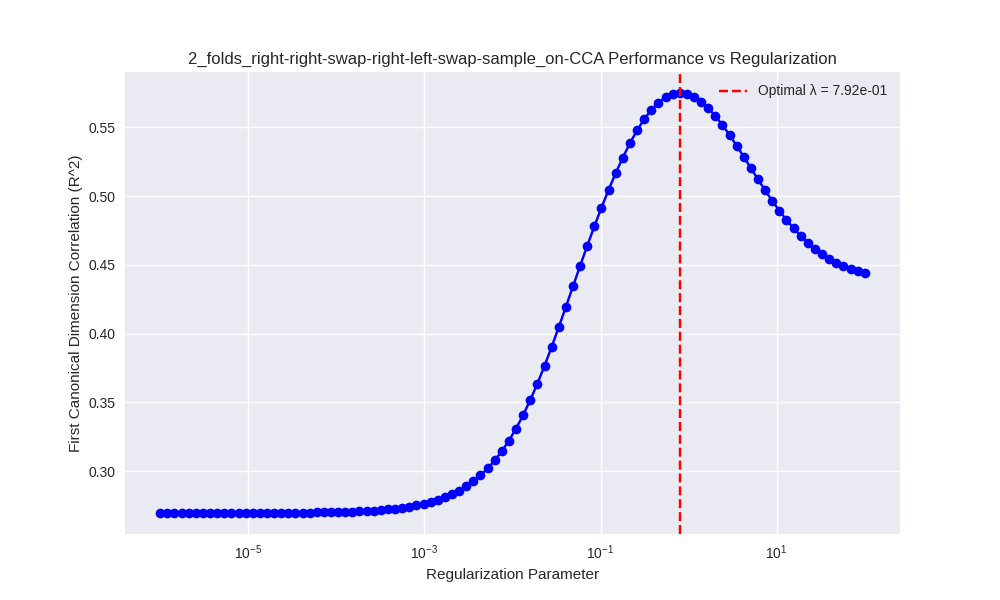 2_folds_right-right-swap-right-left-swap-sample_on-CCA Performance vs Regularization
Optimal λ = 7.92e-01
First Canonical Dimension Correlation (R^2)
0.55
0.50
0.45
0.40
0.35
0.30
10⁻⁵
10⁻³
10⁻¹
10¹
Regularization Parameter